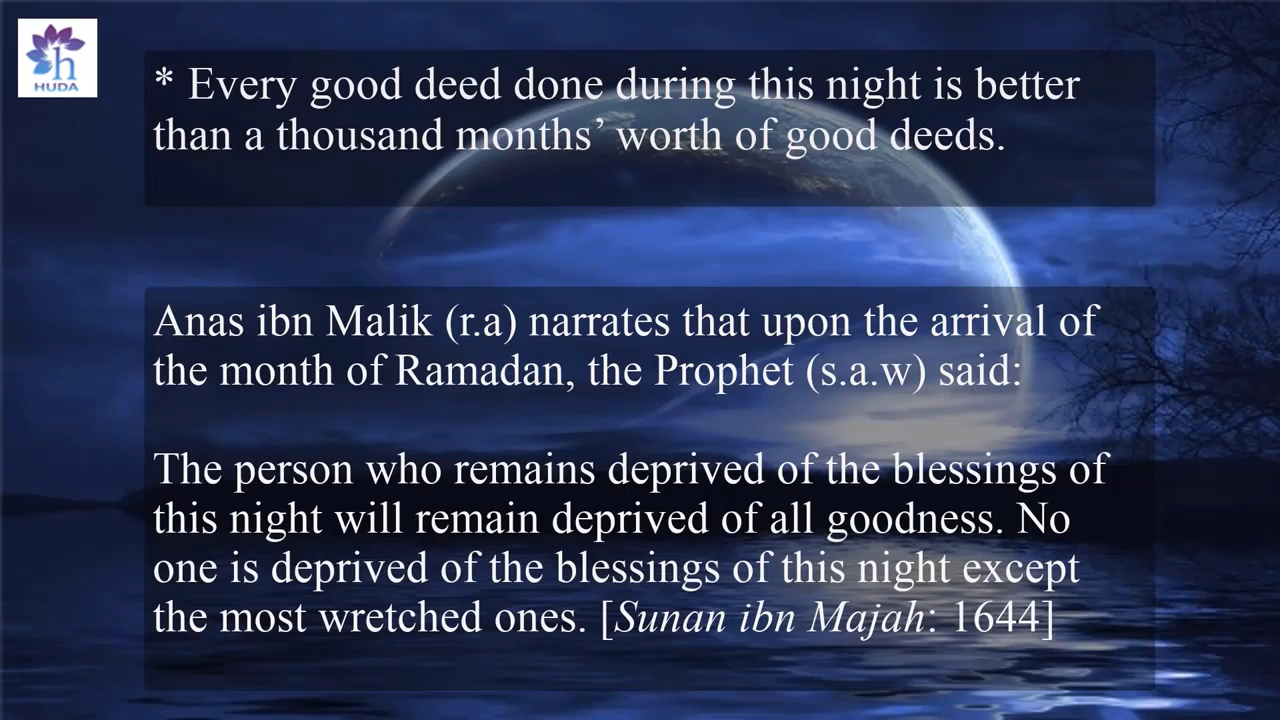 h
HUDA
* Every good deed done during this night is better
than a thousand months’ worth of good deeds.
Anas ibn Malik (r.a) narrates that upon the arrival of
the month of Ramadan, the Prophet (s.a.w) said:
The person who remains deprived of the blessings of
this night will remain deprived of all goodness. No
one is deprived of the blessings of this night except
the most wretched ones. [Sunan ibn Majah: 1644]